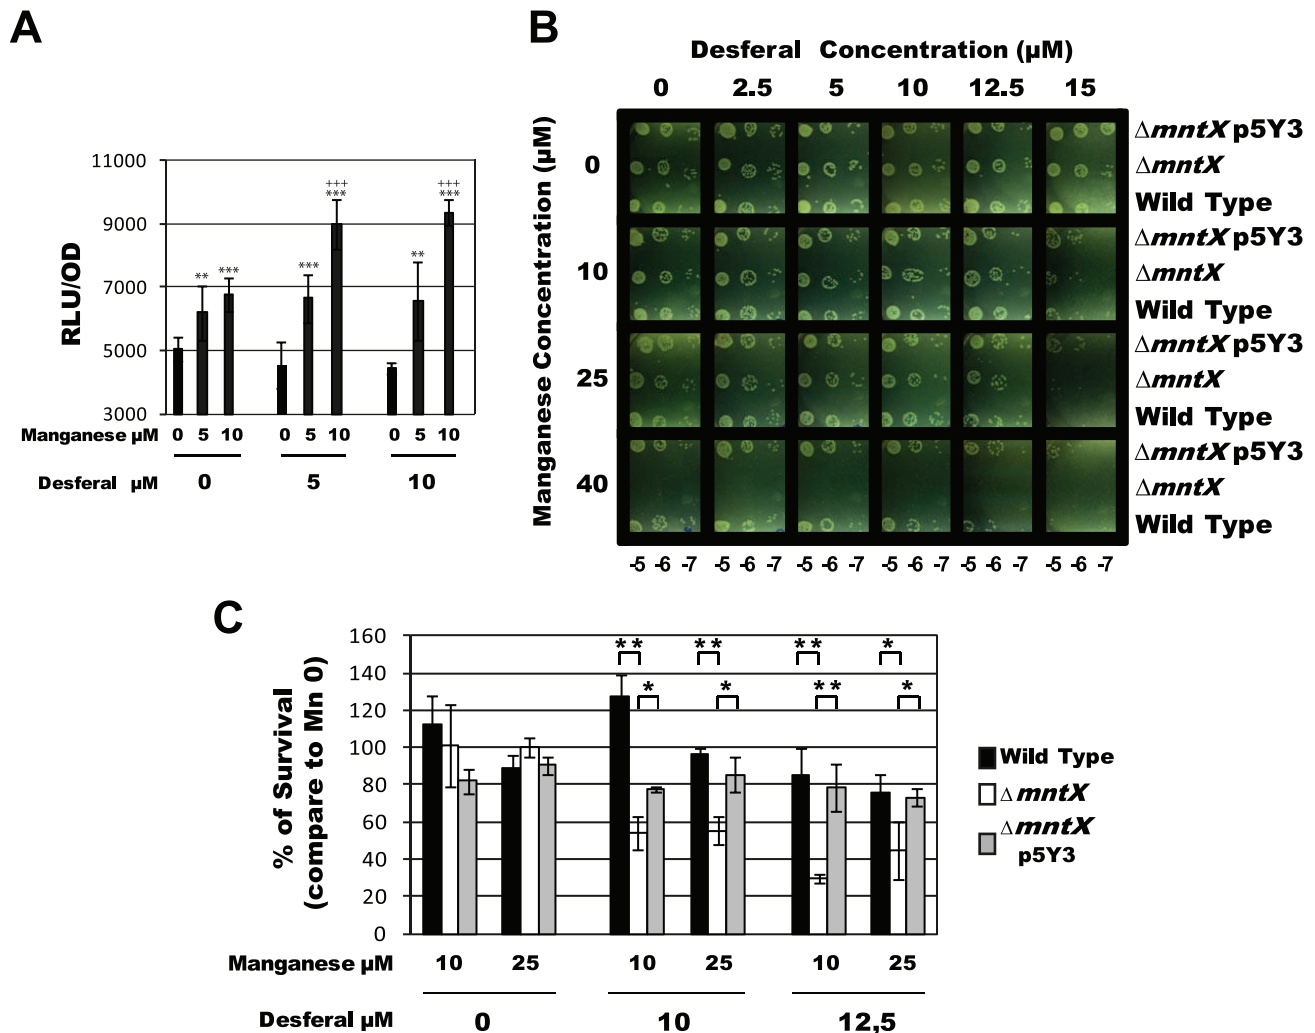 A
11000
9000
7000
5000
3000
RLU/OD
** *** *** +++ *** ** +++ ***
Manganese µM 0 5 10 0 5 10 0 5 10
Desferal µM 0 5 10
B
Desferal Concentration (µM)
0 2.5 5 10 12.5 15
Manganese Concentration (µM)
0
ΔmntX p5Y3
ΔmntX
Wild Type
10
ΔmntX p5Y3
ΔmntX
Wild Type
25
ΔmntX p5Y3
ΔmntX
Wild Type
40
ΔmntX p5Y3
ΔmntX
Wild Type
-5 -6 -7 -5 -6 -7 -5 -6 -7 -5 -6 -7 -5 -6 -7 -5 -6 -7
C
% of Survival
(compare to Mn 0)
160
140
120
100
80
60
40
20
0
** ** ** *
* * ** *
Manganese µM 10 25 10 25 10 25
Desferal µM 0 10 12,5
Wild Type
ΔmntX
ΔmntX
p5Y3